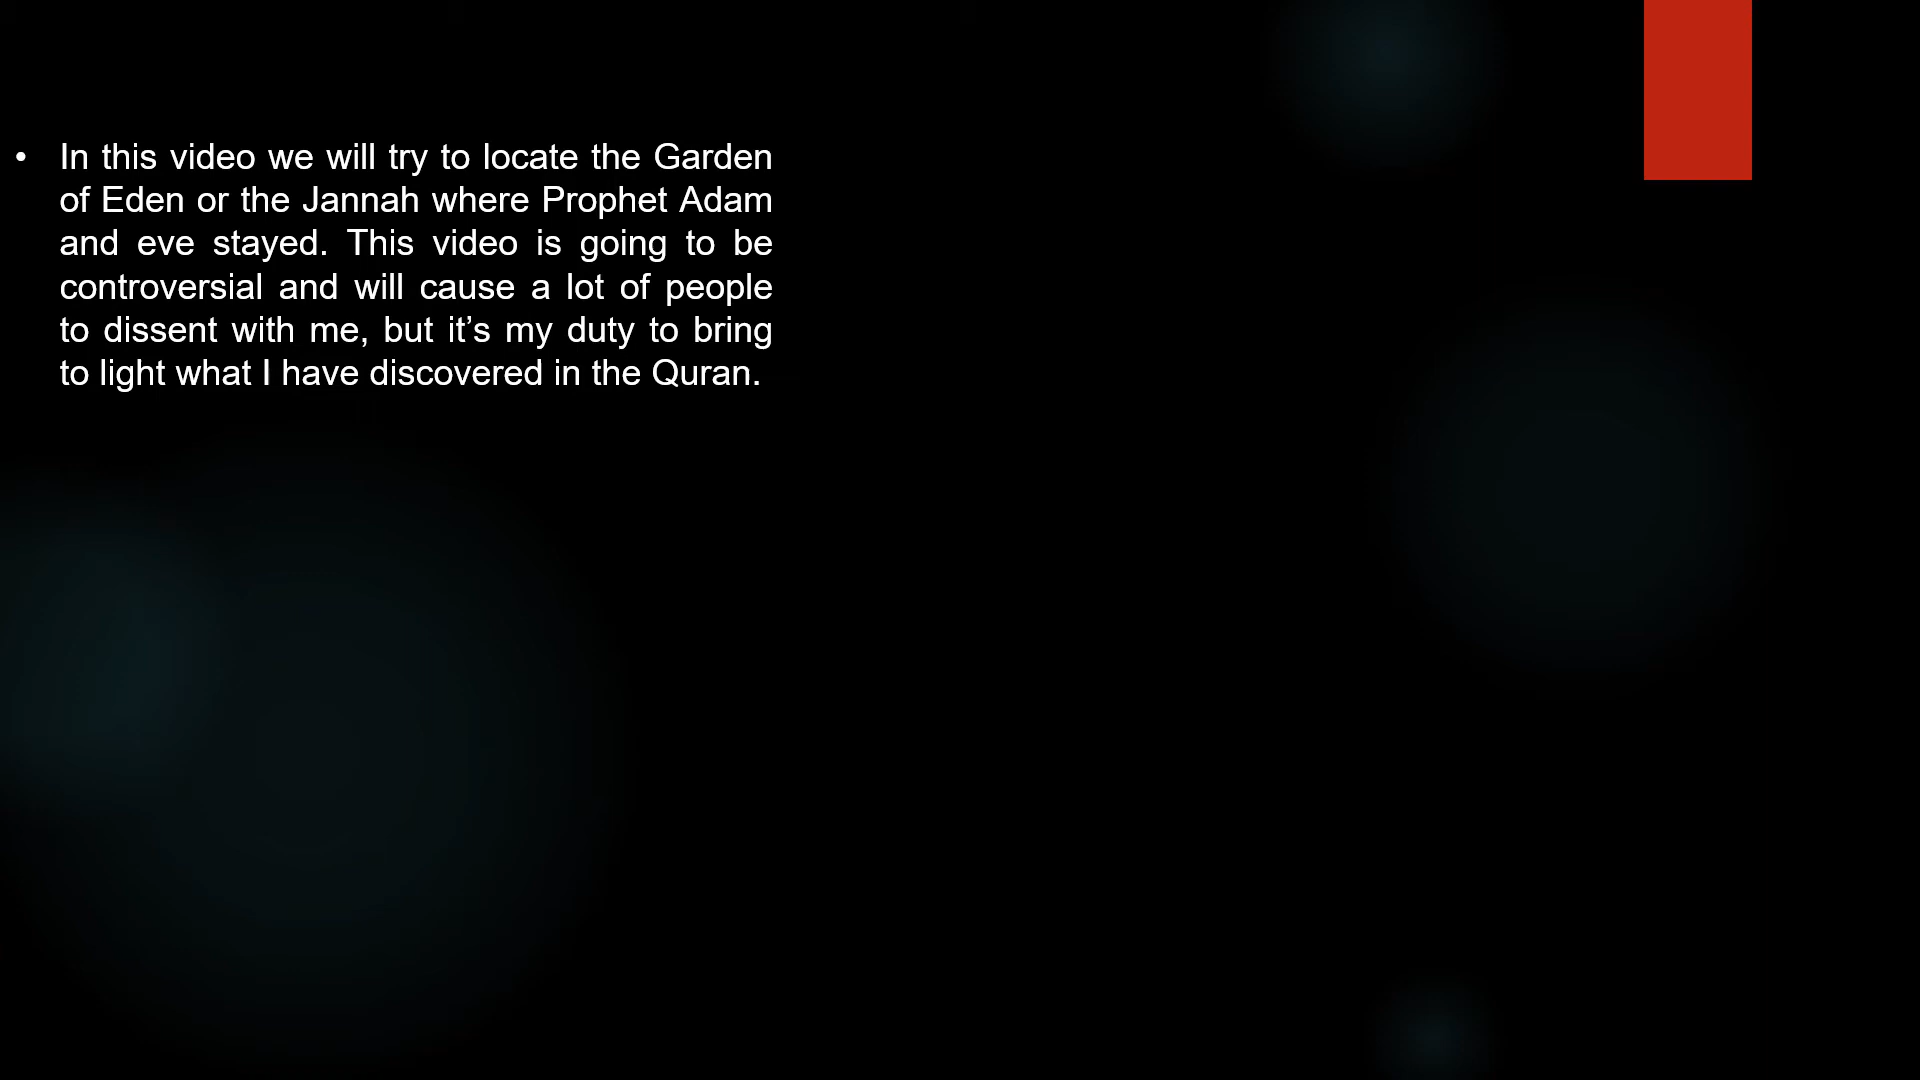 • In this video we will try to locate the Garden
of Eden or the Jannah where Prophet Adam
and eve stayed. This video is going to be
controversial and will cause a lot of people
to dissent with me, but it’s my duty to bring
to light what I have discovered in the Quran.